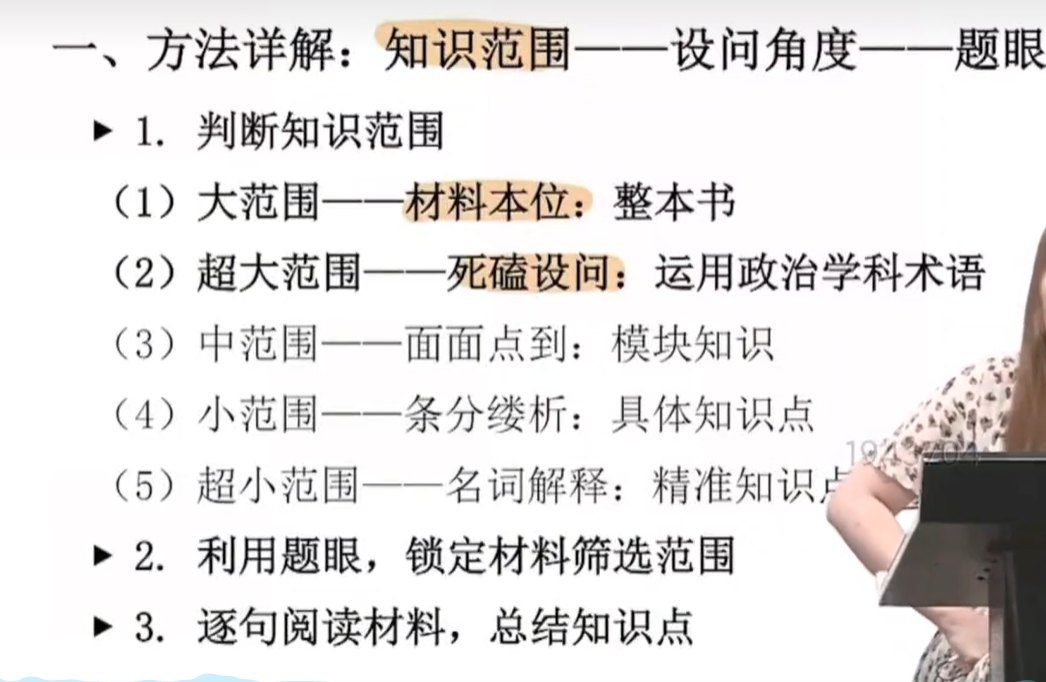 一、方法详解：知识范围——设问角度——题眼
▶ 1. 判断知识范围
（1）大范围——材料本位：整本书
（2）超大范围——死磕设问：运用政治学科术语
（3）中范围——面面点到：模块知识
（4）小范围——条分缕析：具体知识点
（5）超小范围——名词解释：精准知识点
▶ 2. 利用题眼，锁定材料筛选范围
▶ 3. 逐句阅读材料，总结知识点